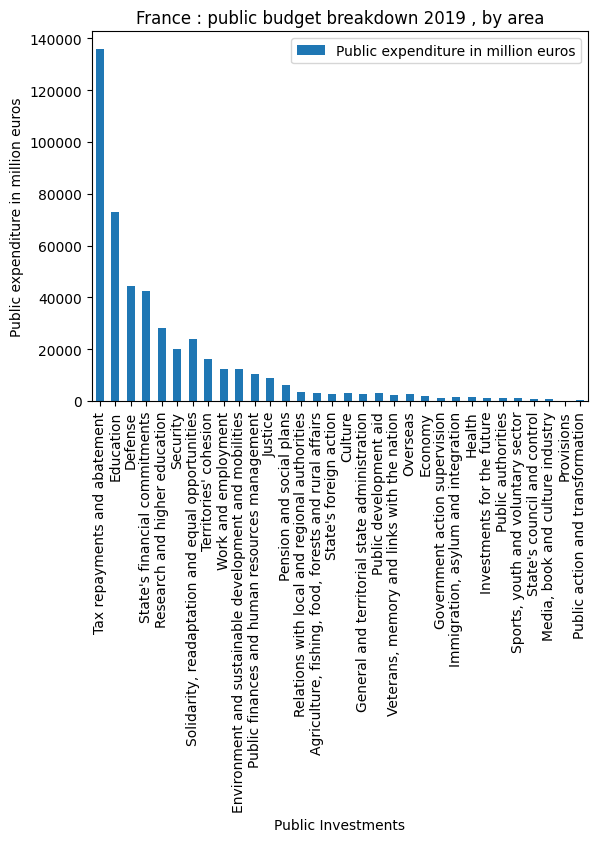 France : public budget breakdown 2019 , by area
Public expenditure in million euros
Public expenditure in million euros
140000
120000
100000
80000
60000
40000
20000
0
Tax repayments and abatement
Education
Defense
State's financial commitments
Research and higher education
Security
Solidarity, readaptation and equal opportunities
Territories' cohesion
Work and employment
Environment and sustainable development and mobilities
Public finances and human resources management
Justice
Pension and social plans
Relations with local and regional authorities
Agriculture, fishing, food, forests and rural affairs
State's foreign action
Culture
General and territorial state administration
Public development aid
Veterans, memory and links with the nation
Overseas
Economy
Government action supervision
Immigration, asylum and integration
Health
Investments for the future
Public authorities
Sports, youth and voluntary sector
State's council and control
Media, book and culture industry
Provisions
Public action and transformation
Public Investments